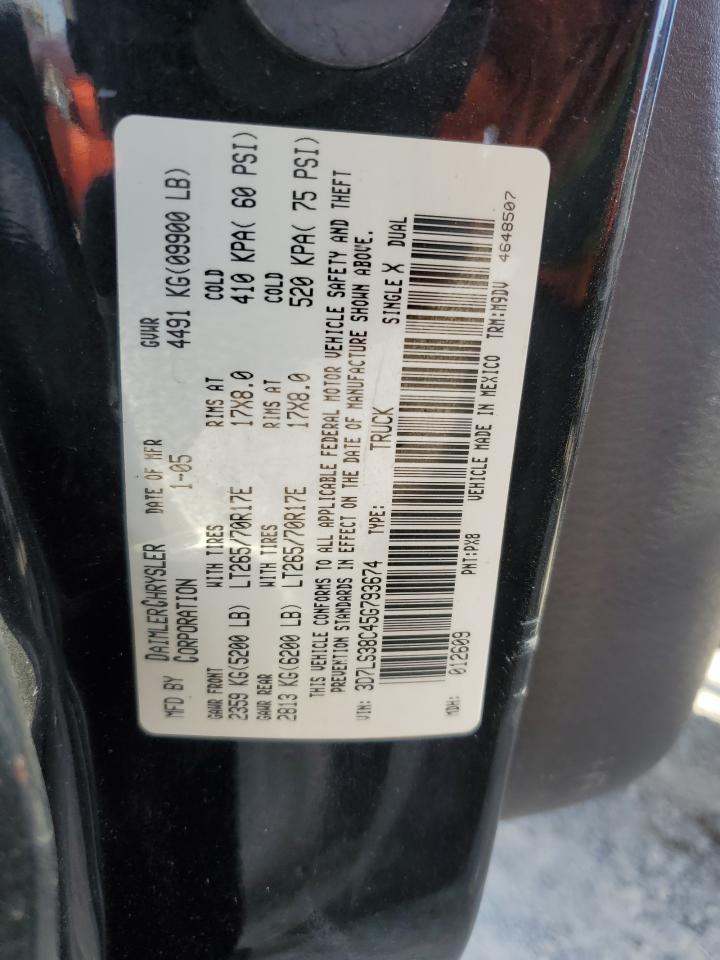 MFD BY DAIMLERCHRYSLER CORPORATION DATE OF MFR 1-05 GVWR 4491 KG(09900 LB)
GAWR FRONT WITH TIRES RIMS AT COLD
2359 KG(5200 LB) LT265/70R17E 17X8.0 410 KPA( 60 PSI)
GAWR REAR WITH TIRES RIMS AT COLD
2813 KG(6200 LB) LT265/70R17E 17X8.0 520 KPA( 75 PSI)
THIS VEHICLE CONFORMS TO ALL APPLICABLE FEDERAL MOTOR VEHICLE SAFETY AND THEFT
PREVENTION STANDARDS IN EFFECT ON THE DATE OF MANUFACTURE SHOWN ABOVE.
VIN: 3D7LS38C45G793674 TYPE: TRUCK SINGLE X DUAL
MDH: 012609 PNT:PX8 VEHICLE MADE IN MEXICO TRM:M9DV 4648507